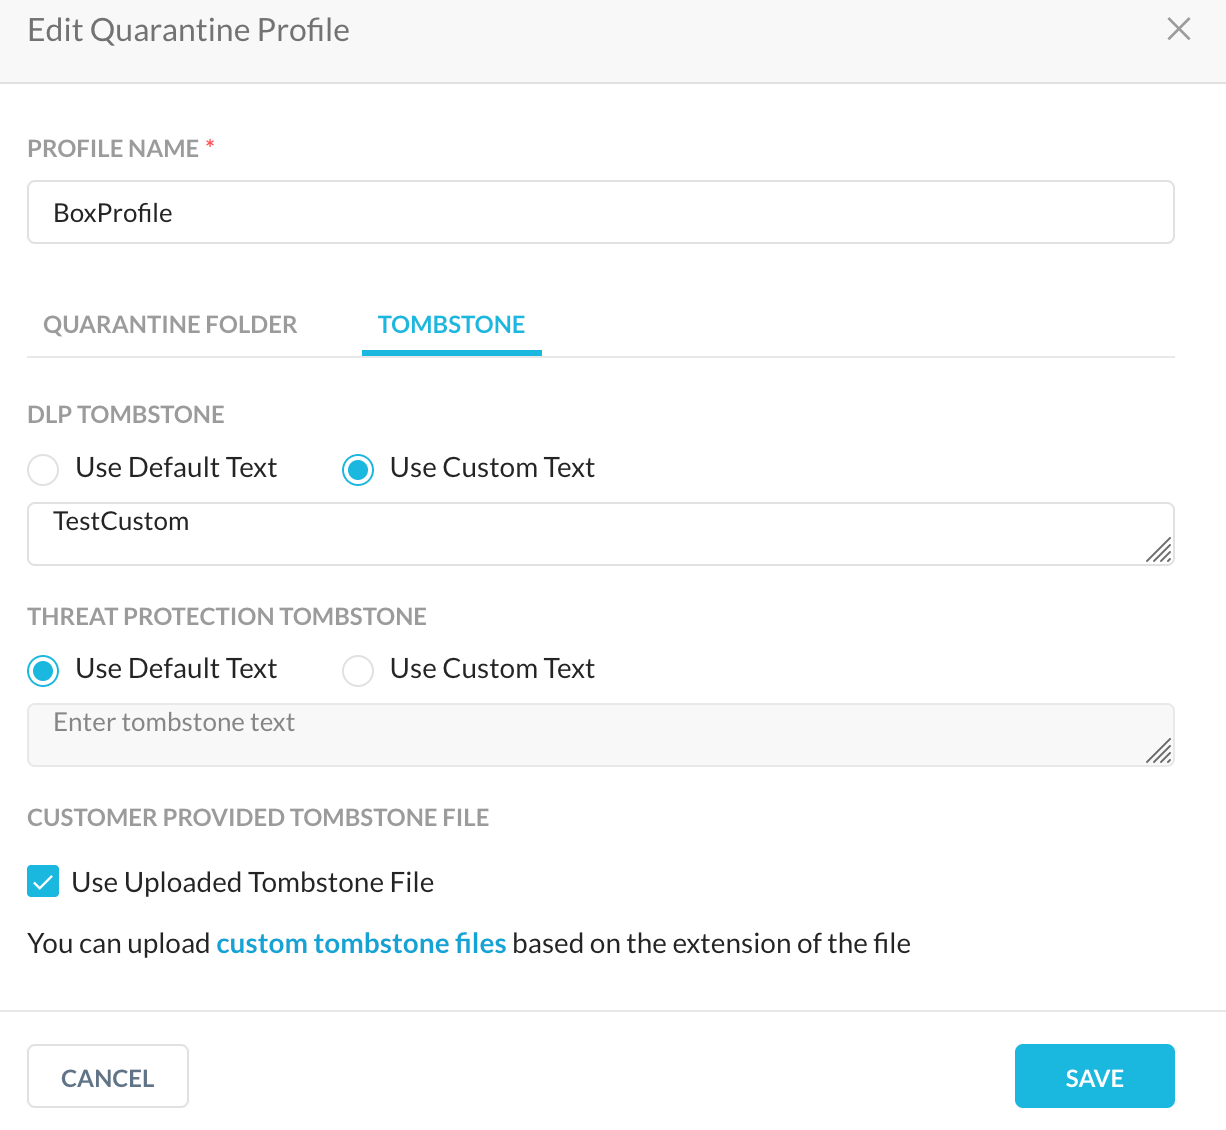 Edit Quarantine Profile
PROFILE NAME *
BoxProfile
QUARANTINE FOLDER TOMBSTONE
DLP TOMBSTONE
Use Default Text Use Custom Text
TestCustom
THREAT PROTECTION TOMBSTONE
Use Default Text Use Custom Text
Enter tombstone text
CUSTOMER PROVIDED TOMBSTONE FILE
Use Uploaded Tombstone File
You can upload custom tombstone files based on the extension of the file
CANCEL SAVE